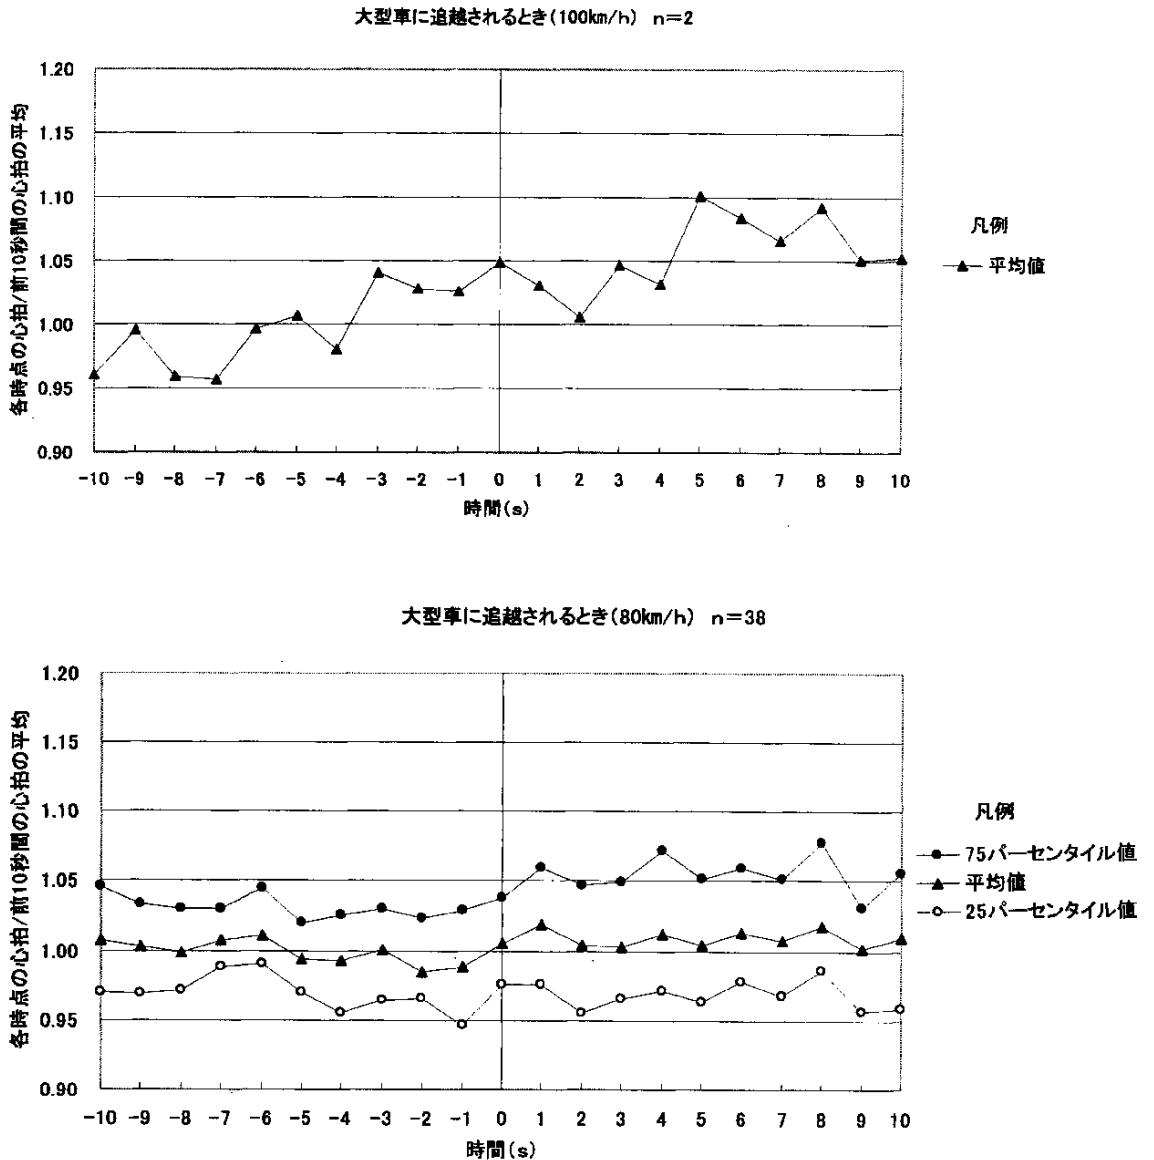 大型車に追越されるとき(100km/h) n=2
各時点の心拍/前10秒間の心拍の平均
1.20
1.15
1.10
1.05
1.00
0.95
0.90
凡例
平均値
-10 -9 -8 -7 -6 -5 -4 -3 -2 -1 0 1 2 3 4 5 6 7 8 9 10
時間(s)
大型車に追越されるとき(80km/h) n=38
各時点の心拍/前10秒間の心拍の平均
1.20
1.15
1.10
1.05
1.00
0.95
0.90
凡例
75パーセンタイル値
平均値
25パーセンタイル値
-10 -9 -8 -7 -6 -5 -4 -3 -2 -1 0 1 2 3 4 5 6 7 8 9 10
時間(s)